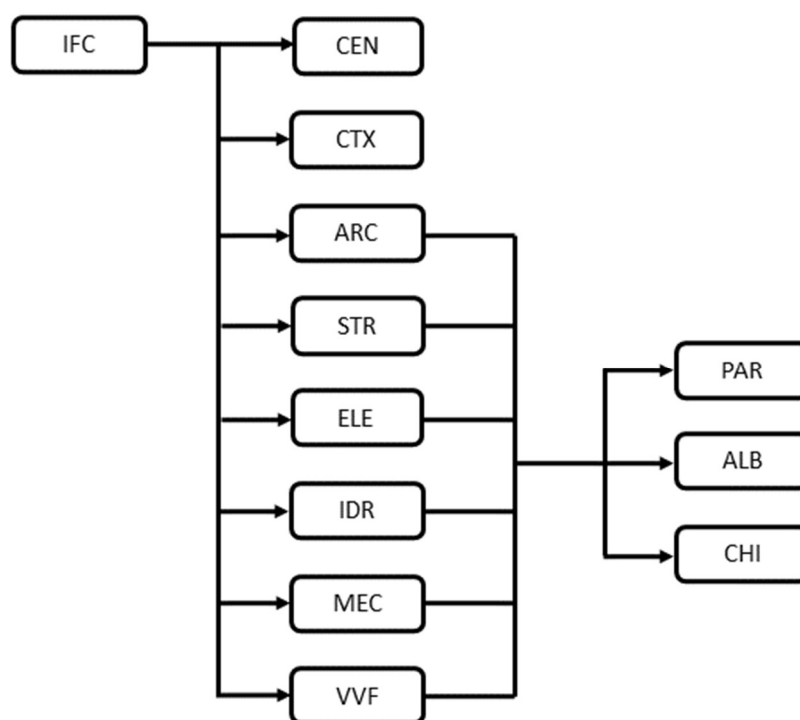 IFC
CEN
CTX
ARC
STR
ELE
IDR
MEC
VVF
PAR
ALB
CHI